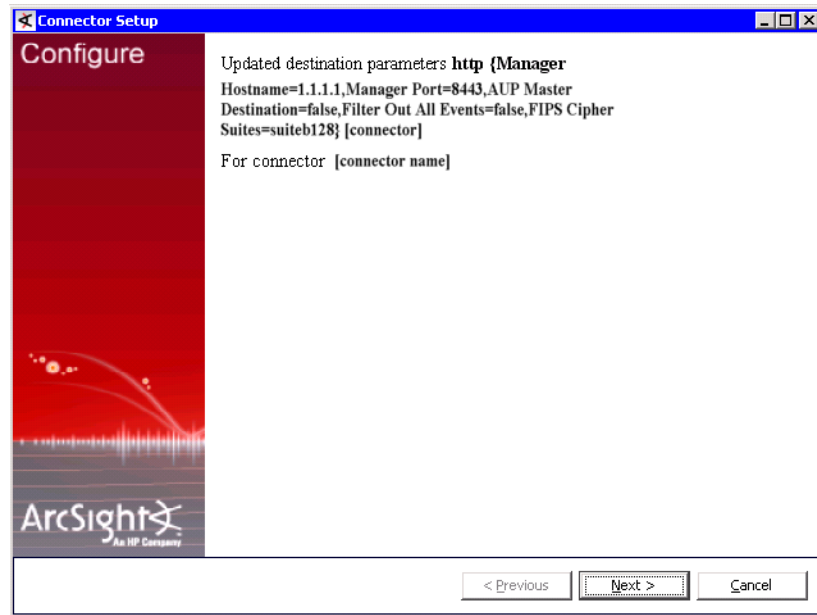 Connector Setup
Configure
Updated destination parameters http {Manager
Hostname=1.1.1.1,Manager Port=8443,AUP Master
Destination=false,Filter Out All Events=false,FIPS Cipher
Suites=suiteb128} [connector]
For connector [connector name]
ArcSight
An HP Company
< Previous
Next >
Cancel